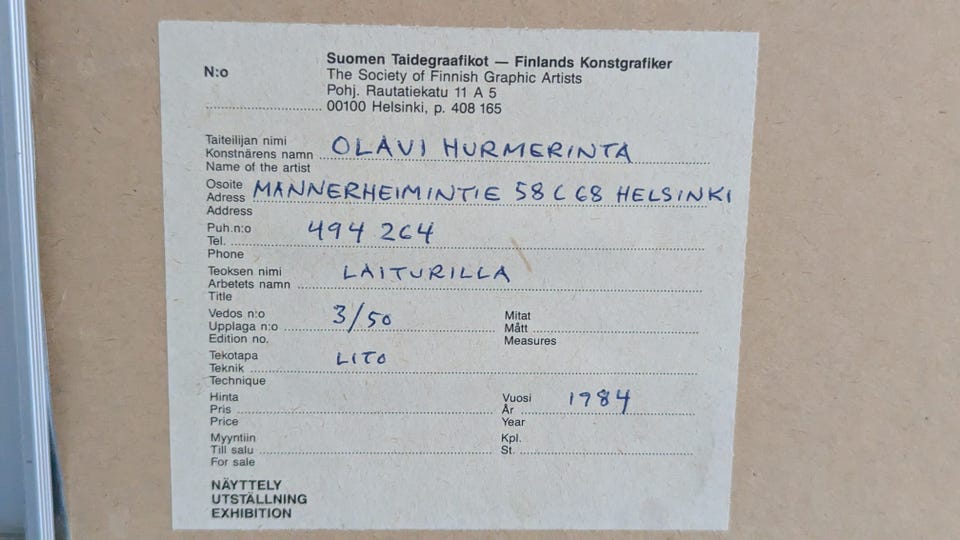 Suomen Taidegraafikot — Finlands Konstgrafiker
N:o
The Society of Finnish Graphic Artists
Pohj. Rautatiekatu 11 A 5
00100 Helsinki, p. 408 165
Taiteilijan nimi
Konstnärens namn OLAVI HURMERINTA
Name of the artist
Osoite
Adress MANNERHEIMINTIE 58 C 68 HELSINKI
Address
Puh.n:o
Tel. 494 264
Phone
Teoksen nimi
Arbetets namn LAITURILLA
Title
Vedos n:o
Upplaga n:o 3/50
Edition no.
Mitat
Mått
Measures
Tekotapa
Teknik LITO
Technique
Hinta
Pris
Price
Vuosi
År 1984
Year
Myyntiin
Till salu
For sale
Kpl.
St.
NÄYTTELY
UTSTÄLLNING
EXHIBITION